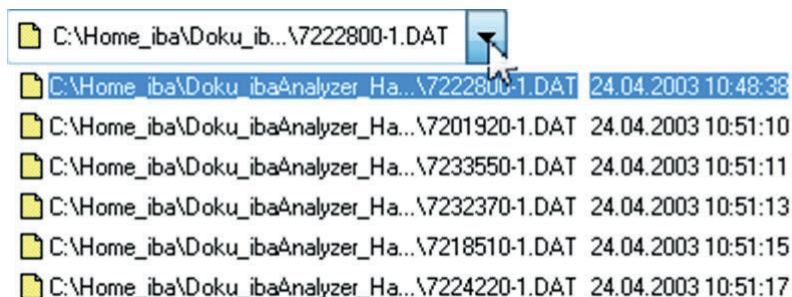 C:\Home_iba\Doku_ib...\7222800-1.DAT
C:\Home_iba\Doku_ibaAnalyzer_Ha...\7222800-1.DAT 24.04.2003 10:48:38
C:\Home_iba\Doku_ibaAnalyzer_Ha...\7201920-1.DAT 24.04.2003 10:51:10
C:\Home_iba\Doku_ibaAnalyzer_Ha...\7233550-1.DAT 24.04.2003 10:51:11
C:\Home_iba\Doku_ibaAnalyzer_Ha...\7232370-1.DAT 24.04.2003 10:51:13
C:\Home_iba\Doku_ibaAnalyzer_Ha...\7218510-1.DAT 24.04.2003 10:51:15
C:\Home_iba\Doku_ibaAnalyzer_Ha...\7224220-1.DAT 24.04.2003 10:51:17